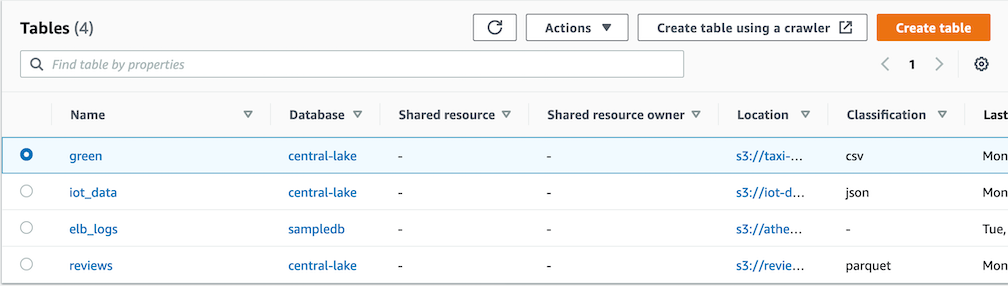 Tables (4)
Actions
Create table using a crawler
Create table
Find table by properties
1
Name Database Shared resource Shared resource owner Location Classification Last
green central-lake - - s3://taxi-... csv Mon
iot_data central-lake - - s3://iot-d... json Mon
elb_logs sampledb - - s3://athe... - Tue,
reviews central-lake - - s3://revie... parquet Mon